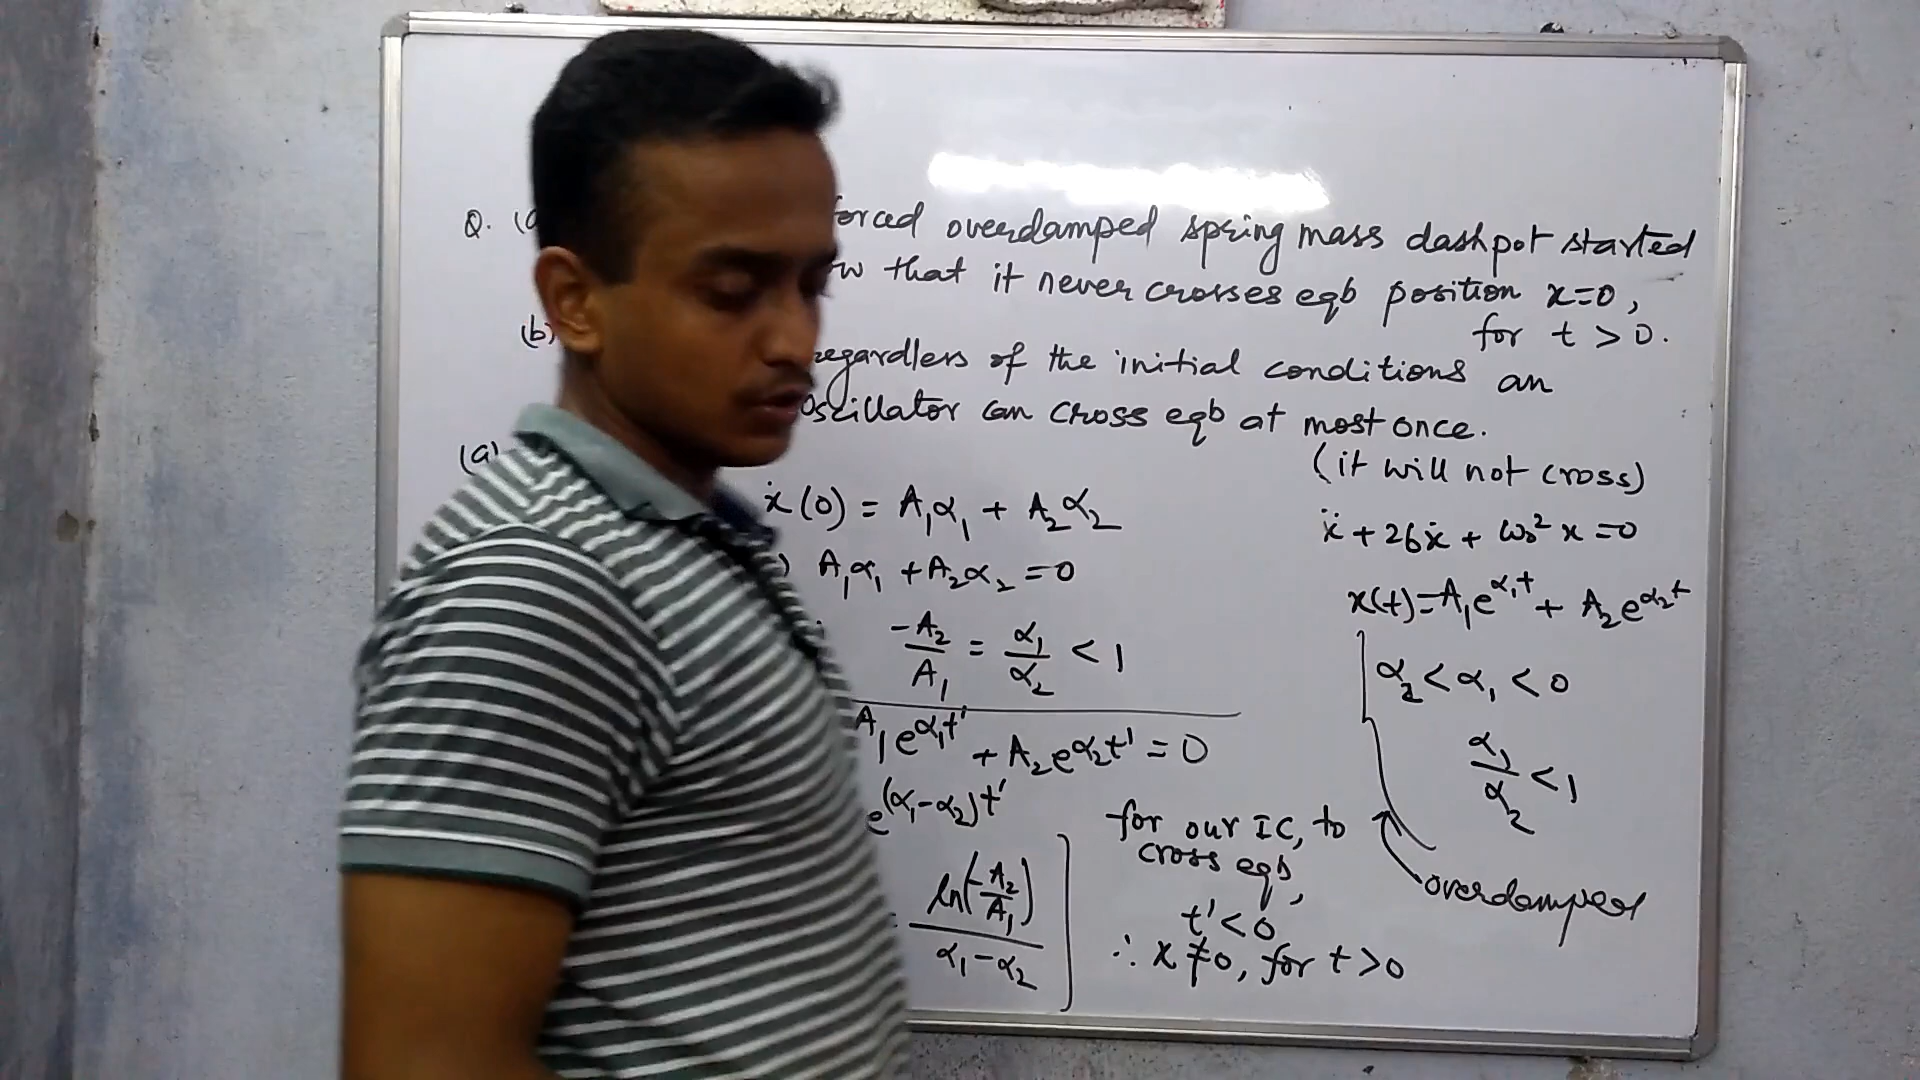 Q. (a
forced overdamped spring mass dashpot started
ow that it never crosses eqb position x=0,
for t > 0.
(b)
regardless of the initial conditions an
oscillator can cross eqb at most once.
(it will not cross)
(a)
ẋ(0) = A₁α₁ + A₂α₂
) A₁α₁ + A₂α₂ = 0
-A₂/A₁ = α₁/α₂ < 1
A₁e^α₁t' + A₂e^α₂t' = 0
e^(α₁-α₂)t'
ln(-A₂/A₁)/α₁-α₂
for our IC, to
cross eqb,
t' < 0
∴ x ≠ 0, for t > 0
ẍ + 2bẋ + ω₀² x = 0
x(t) = A₁e^α₁t + A₂e^α₂t
α₂ < α₁ < 0
α₁/α₂ < 1
overdamped